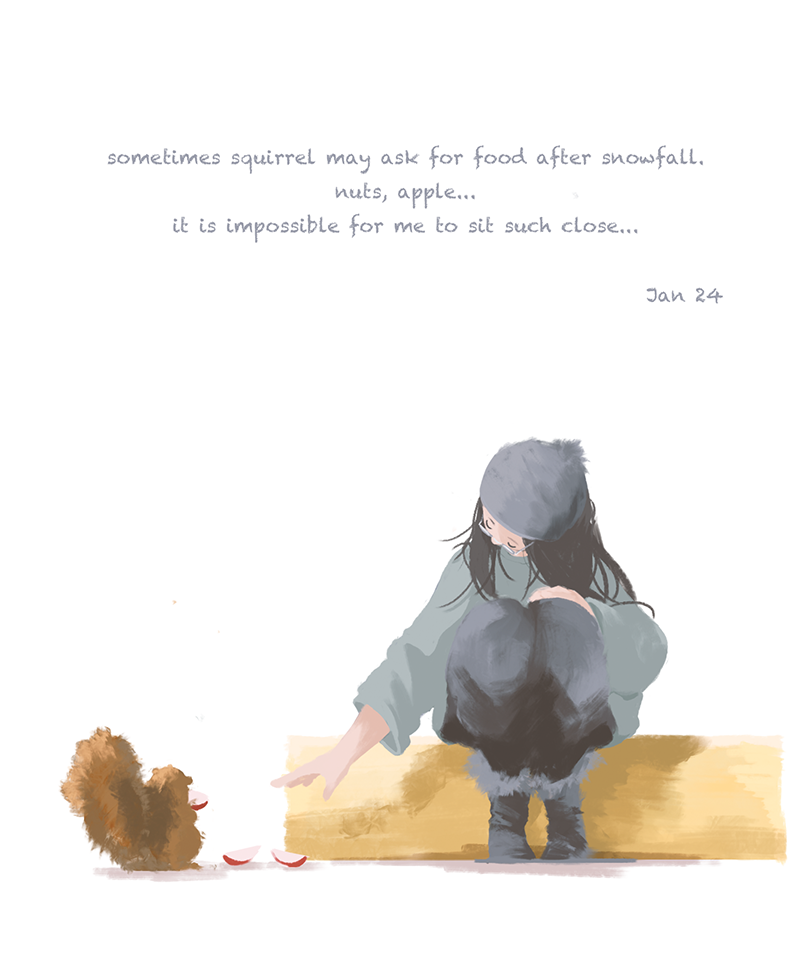 sometimes squirrel may ask for food after snowfall.
nuts, apple...
it is impossible for me to sit such close...
Jan 24